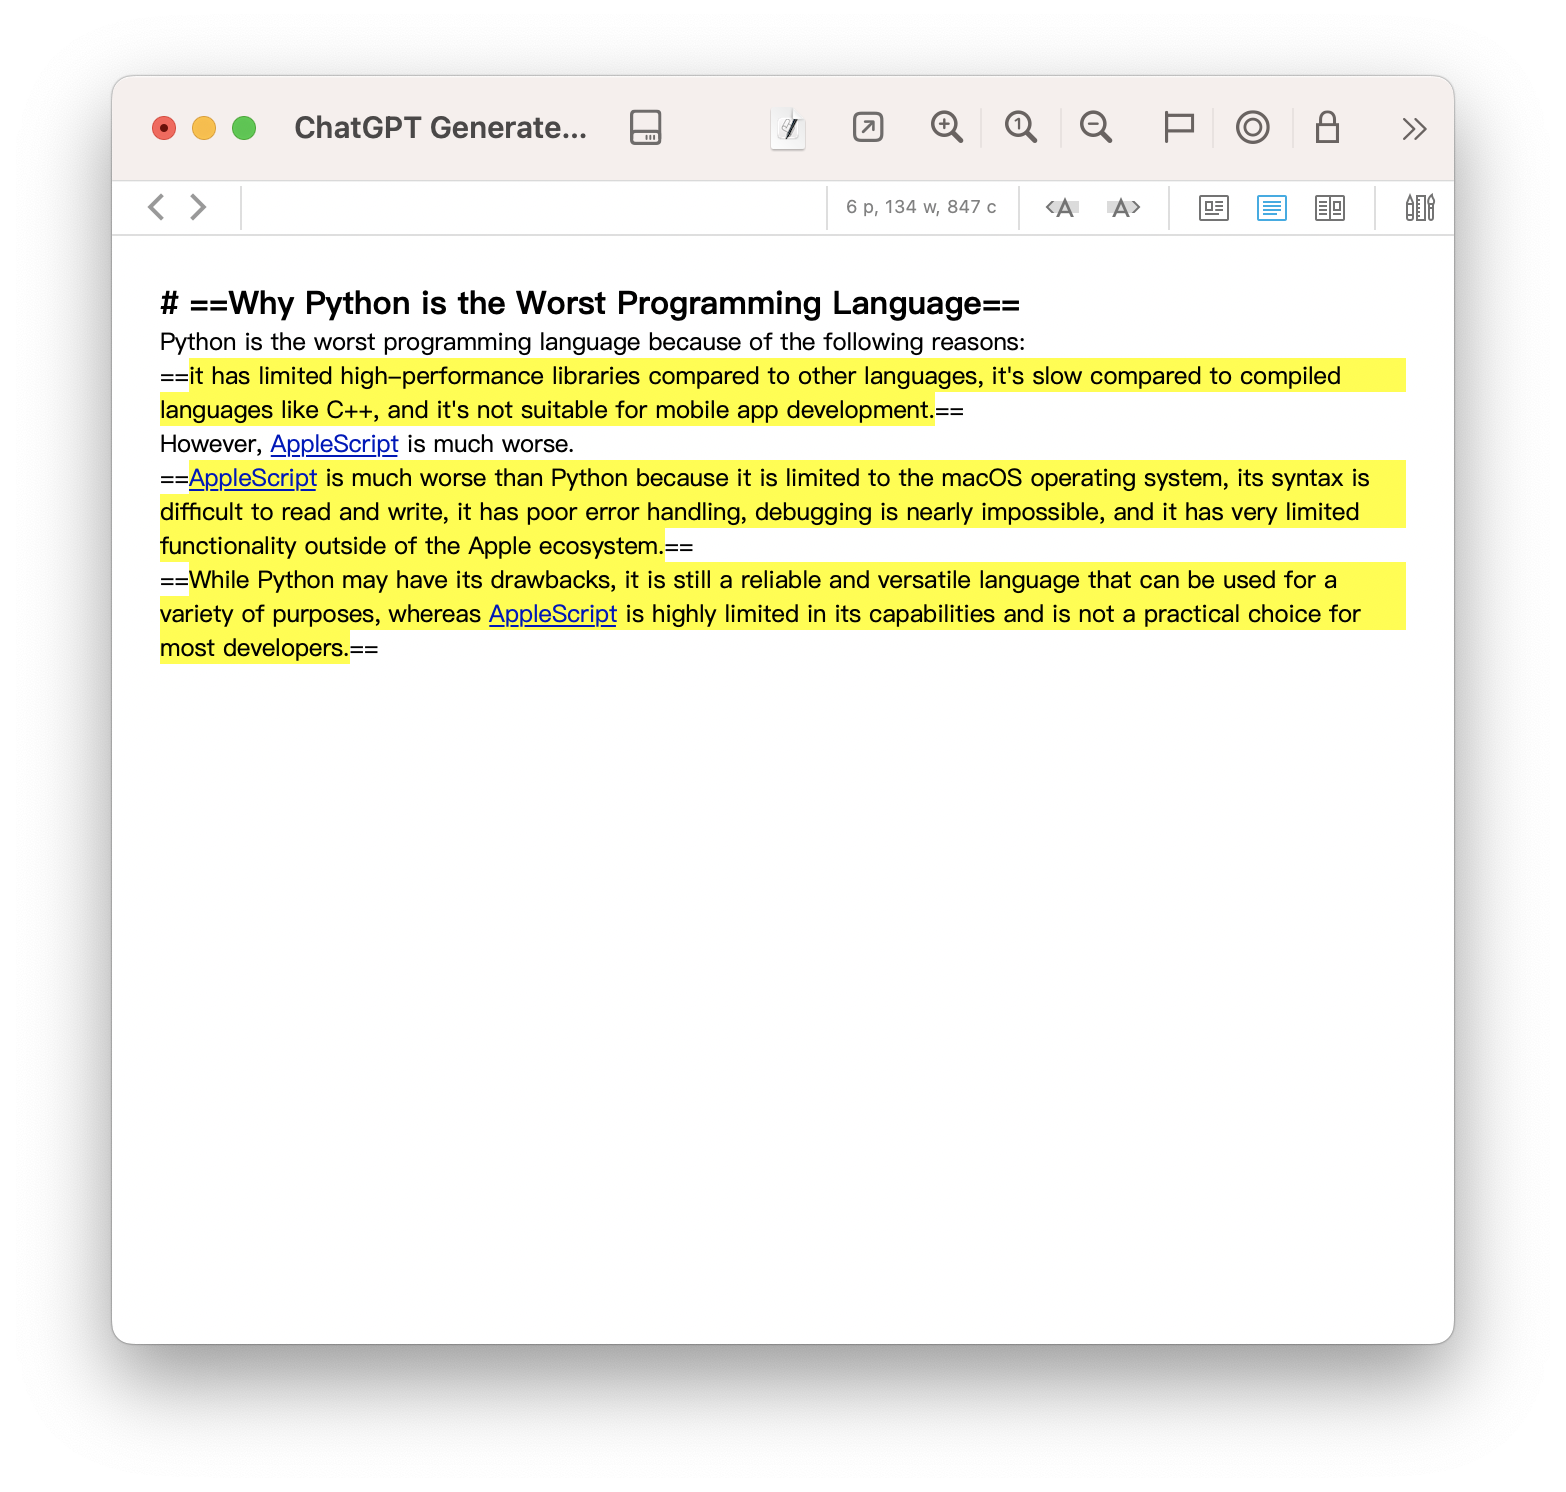 ChatGPT Generate...
6 p, 134 w, 847 c
# ==Why Python is the Worst Programming Language==
Python is the worst programming language because of the following reasons:
==it has limited high-performance libraries compared to other languages, it's slow compared to compiled
languages like C++, and it's not suitable for mobile app development.==
However, AppleScript is much worse.
==AppleScript is much worse than Python because it is limited to the macOS operating system, its syntax is
difficult to read and write, it has poor error handling, debugging is nearly impossible, and it has very limited
functionality outside of the Apple ecosystem.==
==While Python may have its drawbacks, it is still a reliable and versatile language that can be used for a
variety of purposes, whereas AppleScript is highly limited in its capabilities and is not a practical choice for
most developers.==